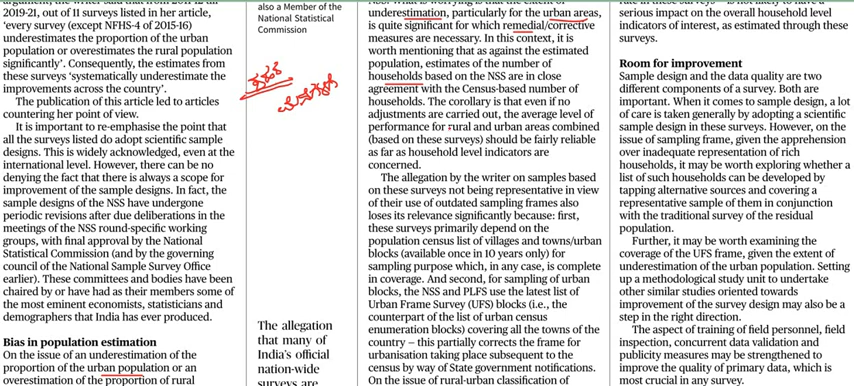 argument, the writer said that from 2011-12 till
2019-21, out of 11 surveys listed in her article,
‘every survey (except NFHS-4 of 2015-16)
underestimates the proportion of the urban
population or overestimates the rural population
significantly’. Consequently, the estimates from
these surveys ‘systematically underestimate the
improvements across the country’.
The publication of this article led to articles
countering her point of view.
It is important to re-emphasise the point that
all the surveys listed do adopt scientific sample
designs. This is widely acknowledged, even at the
international level. However, there can be no
denying the fact that there is always a scope for
improvement of the sample designs. In fact, the
sample designs of the NSS have undergone
periodic revisions after due deliberations in the
meetings of the NSS round-specific working
groups, with final approval by the National
Statistical Commission (and by the governing
council of the National Sample Survey Office
earlier). These committees and bodies have been
chaired by or have had as their members some of
the most eminent economists, statisticians and
demographers that India has ever produced.
Bias in population estimation
On the issue of an underestimation of the
proportion of the urban population or an
overestimation of the proportion of rural
also a Member of the
National Statistical
Commission
The allegation
that many of
India’s official
nation-wide
surveys are
NSS. What is worrying is that the extent of
underestimation, particularly for the urban areas,
is quite significant for which remedial/corrective
measures are necessary. In this context, it is
worth mentioning that as against the estimated
population, estimates of the number of
households based on the NSS are in close
agreement with the Census-based number of
households. The corollary is that even if no
adjustments are carried out, the average level of
performance for rural and urban areas combined
(based on these surveys) should be fairly reliable
as far as household level indicators are
concerned.
The allegation by the writer on samples based
on these surveys not being representative in view
of their use of outdated sampling frames also
loses its relevance significantly because: first,
these surveys primarily depend on the
population census list of villages and towns/urban
blocks (available once in 10 years only) for
sampling purpose which, in any case, is complete
in coverage. And second, for sampling of urban
blocks, the NSS and PLFS use the latest list of
Urban Frame Survey (UFS) blocks (i.e., the
counterpart of the list of urban census
enumeration blocks) covering all the towns of the
country — this partially corrects the frame for
urbanisation taking place subsequent to the
census by way of State government notifications.
On the issue of rural-urban classification of
rate in these surveys — is not likely to have a
serious impact on the overall household level
indicators of interest, as estimated through these
surveys.
Room for improvement
Sample design and the data quality are two
different components of a survey. Both are
important. When it comes to sample design, a lot
of care is taken generally by adopting a scientific
sample design in these surveys. However, on the
issue of sampling frame, given the apprehension
over inadequate representation of rich
households, it may be worth exploring whether a
list of such households can be developed by
tapping alternative sources and covering a
representative sample of them in conjunction
with the traditional survey of the residual
population.
Further, it may be worth examining the
coverage of the UFS frame, given the extent of
underestimation of the urban population. Setting
up a methodological study unit to undertake
other similar studies oriented towards
improvement of the survey design may also be a
step in the right direction.
The aspect of training of field personnel, field
inspection, concurrent data validation and
publicity measures may be strengthened to
improve the quality of primary data, which is
most crucial in any survey.